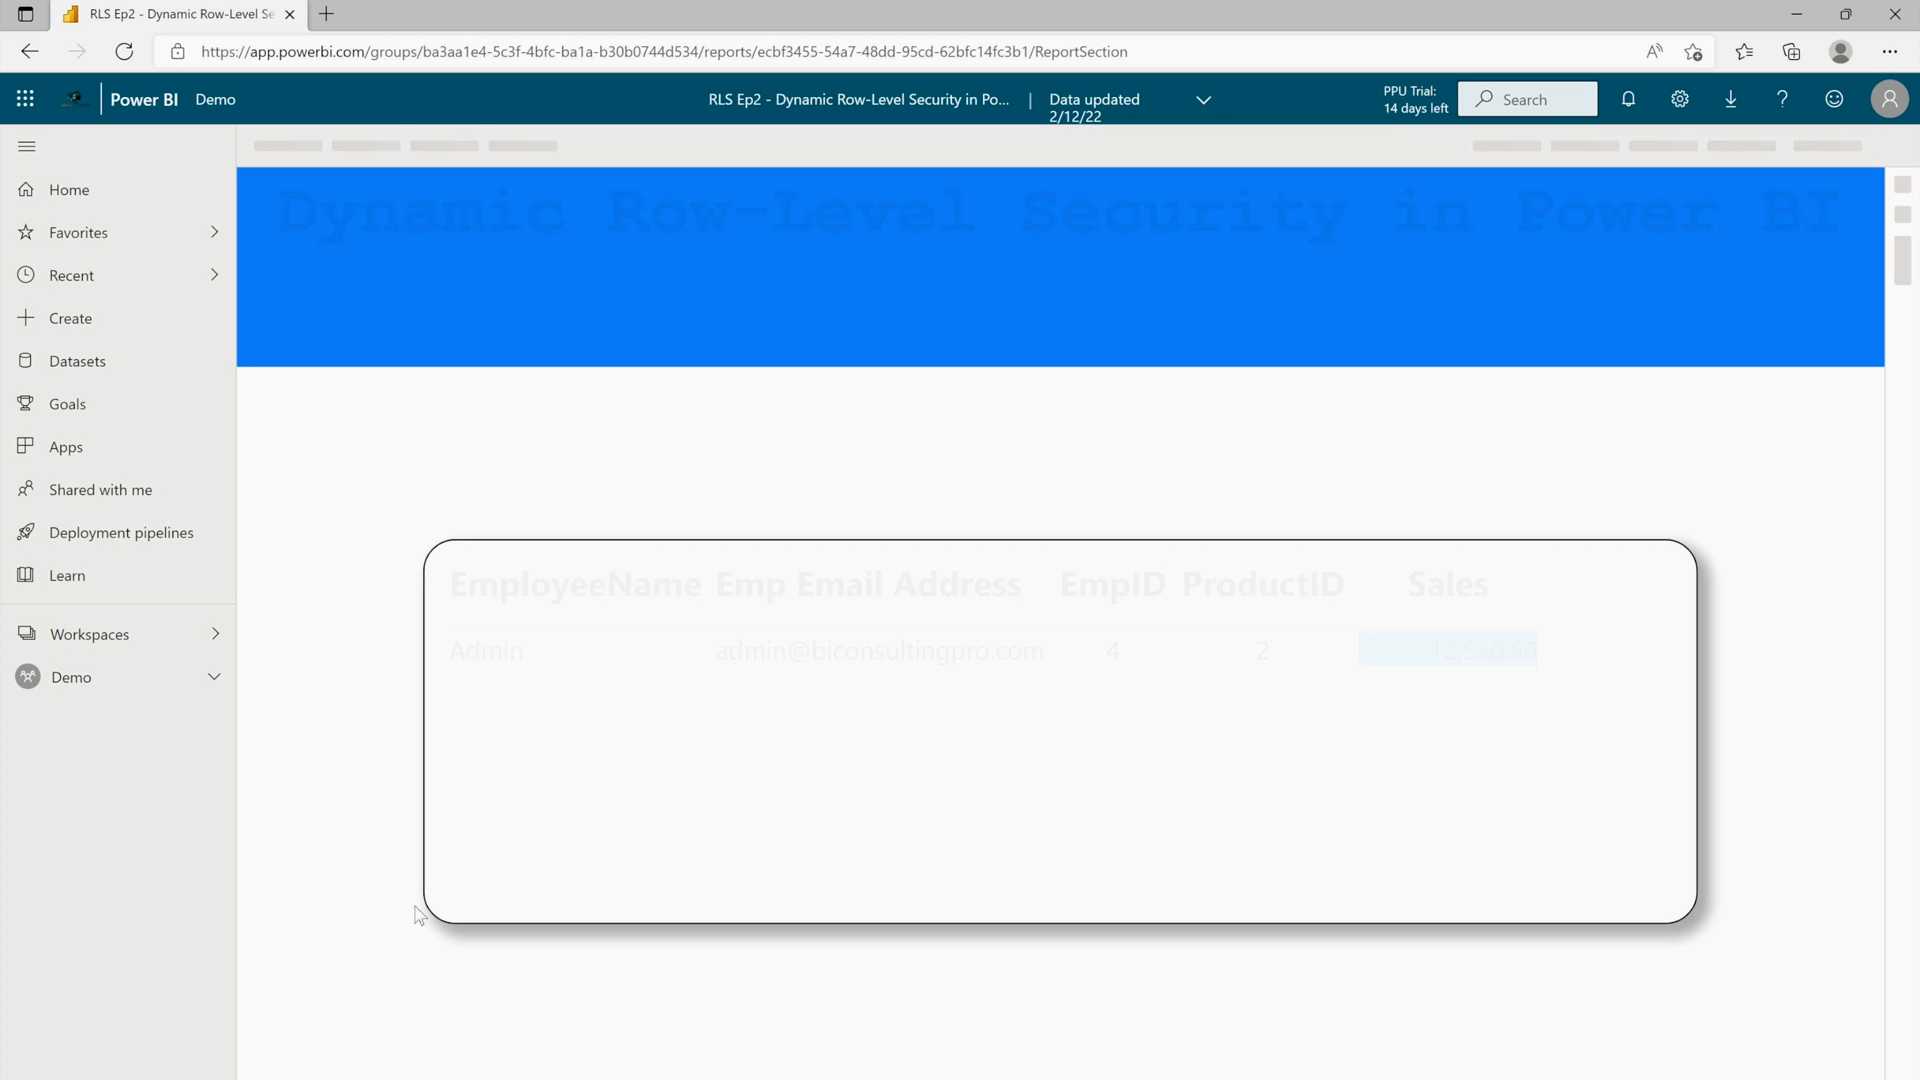 RLS Ep2 - Dynamic Row-Level Se
https://app.powerbi.com/groups/ba3aa1e4-5c3f-4bfc-ba1a-b30b0744d534/reports/ecbf3455-54a7-48dd-95cd-62bfc14fc3b1/ReportSection
Power BI Demo RLS Ep2 - Dynamic Row-Level Security in Po... | Data updated 2/12/22
PPU Trial:
14 days left
Search
Home
Favorites
Recent
Create
Datasets
Goals
Apps
Shared with me
Deployment pipelines
Learn
Workspaces
Demo
Dynamic Row-Level Security in Power BI
EmployeeName Emp Email Address EmpID ProductID Sales
Admin admin@biconsultingpro.com 4 2 12,550.50